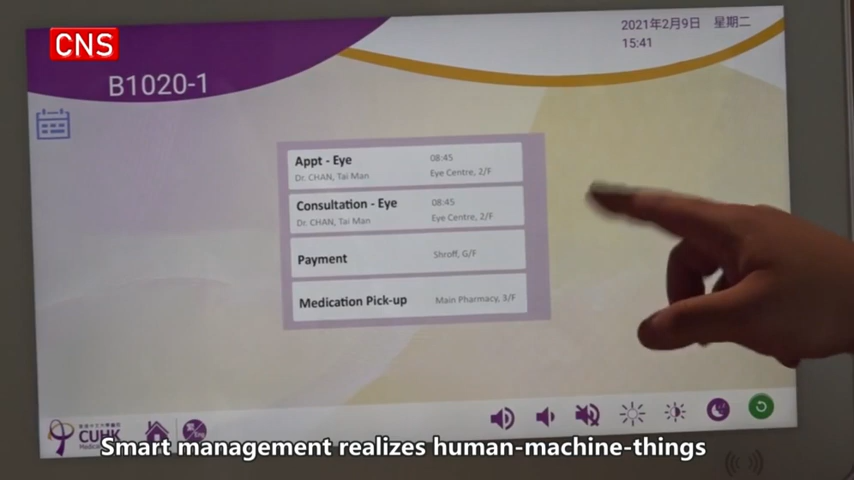 CNS
2021年2月9日 星期二
15:41
B1020-1
Appt - Eye 08:45
Dr. CHAN, Tai Man Eye Centre, 2/F
Consultation - Eye 08:45
Dr. CHAN, Tai Man Eye Centre, 2/F
Payment Shroff, G/F
Medication Pick-up Main Pharmacy, 3/F
CUHK
Smart management realizes human-machine-things